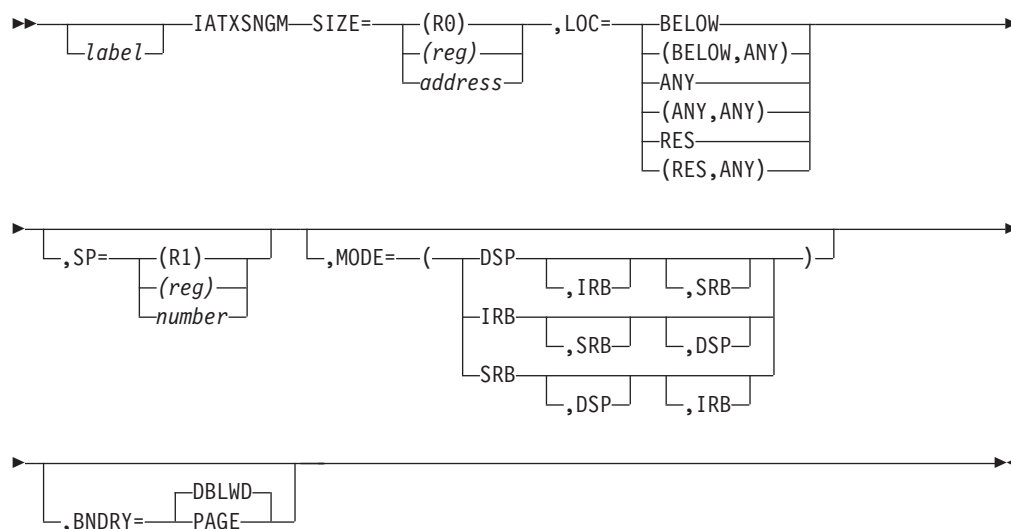 IATXSNGM SIZE= (R0) ,LOC= BELOW
label (reg) (BELOW,ANY)
address ANY
(ANY,ANY)
RES
(RES,ANY)
,SP= (R1) ,MODE= ( DSP )
(reg) ,IRB ,SRB
number IRB
,SRB ,DSP
SRB
,DSP ,IRB
DBLWD
,BNDRY= PAGE